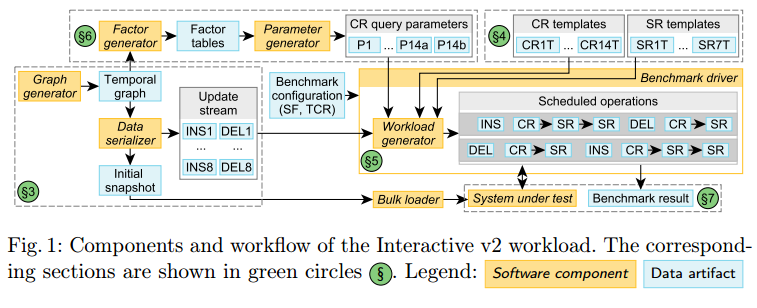 §6
Factor generator
Factor tables
Parameter generator
CR query parameters
P1 ... P14a P14b
§4
CR templates
CR1T ... CR14T
SR templates
SR1T ... SR7T
Graph generator
Temporal graph
Update stream
INS1 DEL1
... ...
INS8 DEL8
Data serializer
Initial snapshot
§3
Benchmark configuration (SF, TCR)
Benchmark driver
Workload generator
§5
Scheduled operations
INS CR SR SR DEL CR SR
DEL CR SR INS CR SR SR
Bulk loader
System under test
Benchmark result
§7
Fig. 1: Components and workflow of the Interactive v2 workload. The correspond-
ing sections are shown in green circles § . Legend: Software component Data artifact